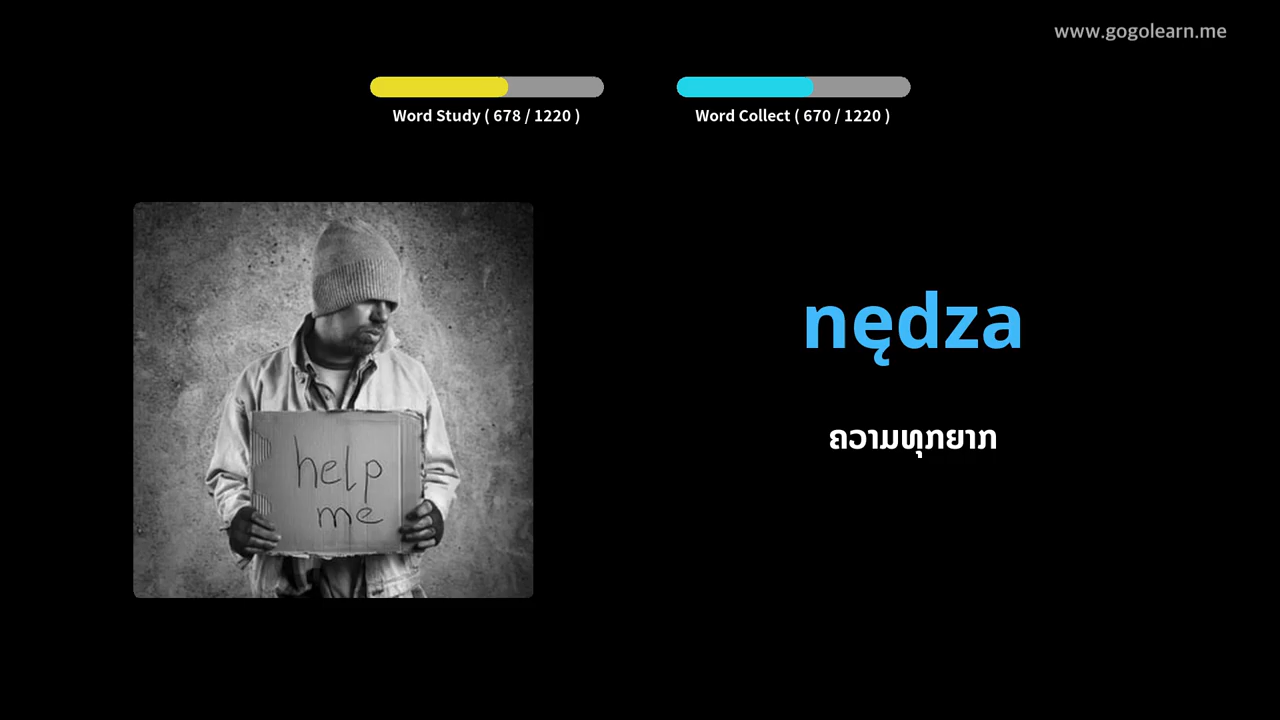 www.gogolearn.me
Word Study ( 678 / 1220 )
Word Collect ( 670 / 1220 )
help
me
nędza
ຄວາມທຸກຍາກ